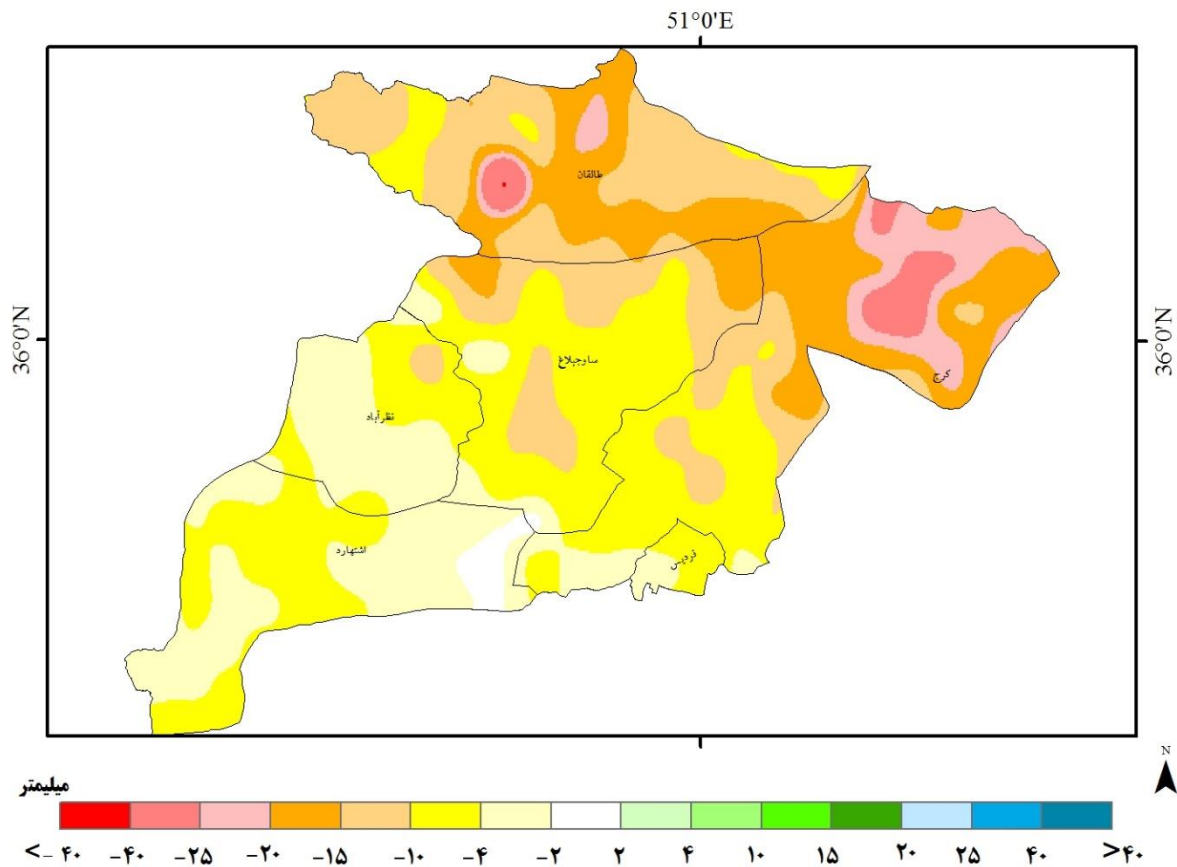 51°0'E
36°0'N
36°0'N
طالقان
ساوجبلاغ
کرج
نظرآباد
اشتهارد
فردیس
N
میلیمتر
<-۴۰ -۴۰ -۲۵ -۲۰ -۱۵ -۱۰ -۴ -۲ ۲ ۴ ۱۰ ۱۵ ۲۰ ۲۵ ۴۰ >۴۰